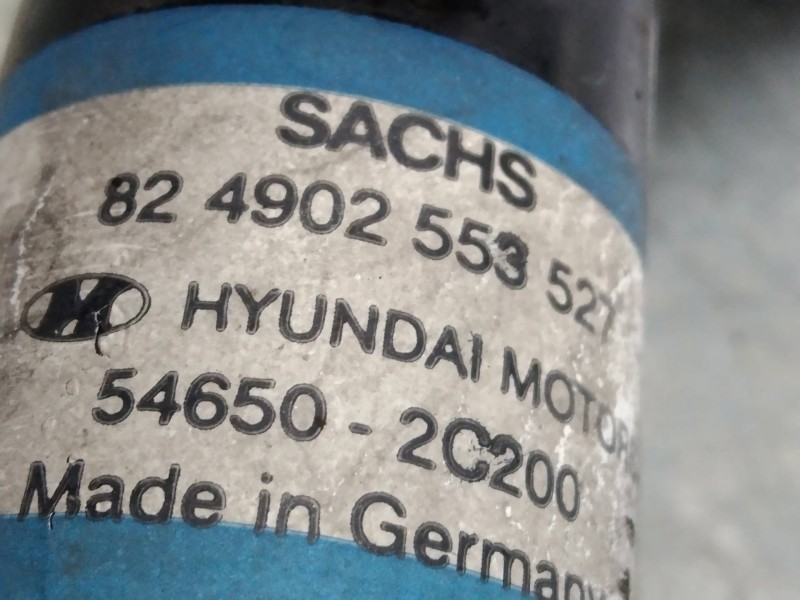 SACHS
82 4902 553 527
HYUNDAI MOTOR
54650-2C200
Made in Germany